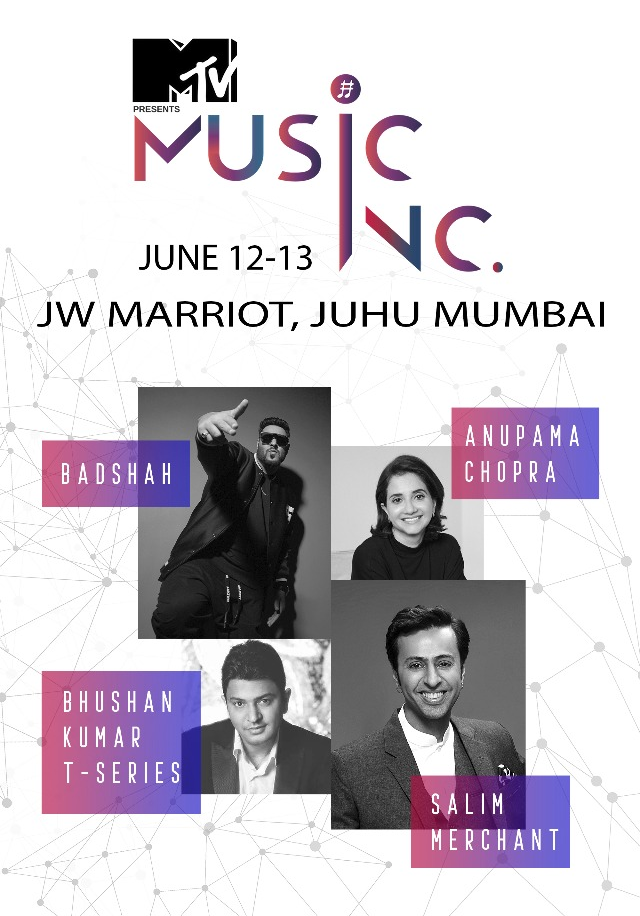 MTV
PRESENTS
MUSIC
INC.
JUNE 12-13
JW MARRIOT, JUHU MUMBAI
BADSHAH
ANUPAMA
CHOPRA
BHUSHAN
KUMAR
T-SERIES
SALIM
MERCHANT